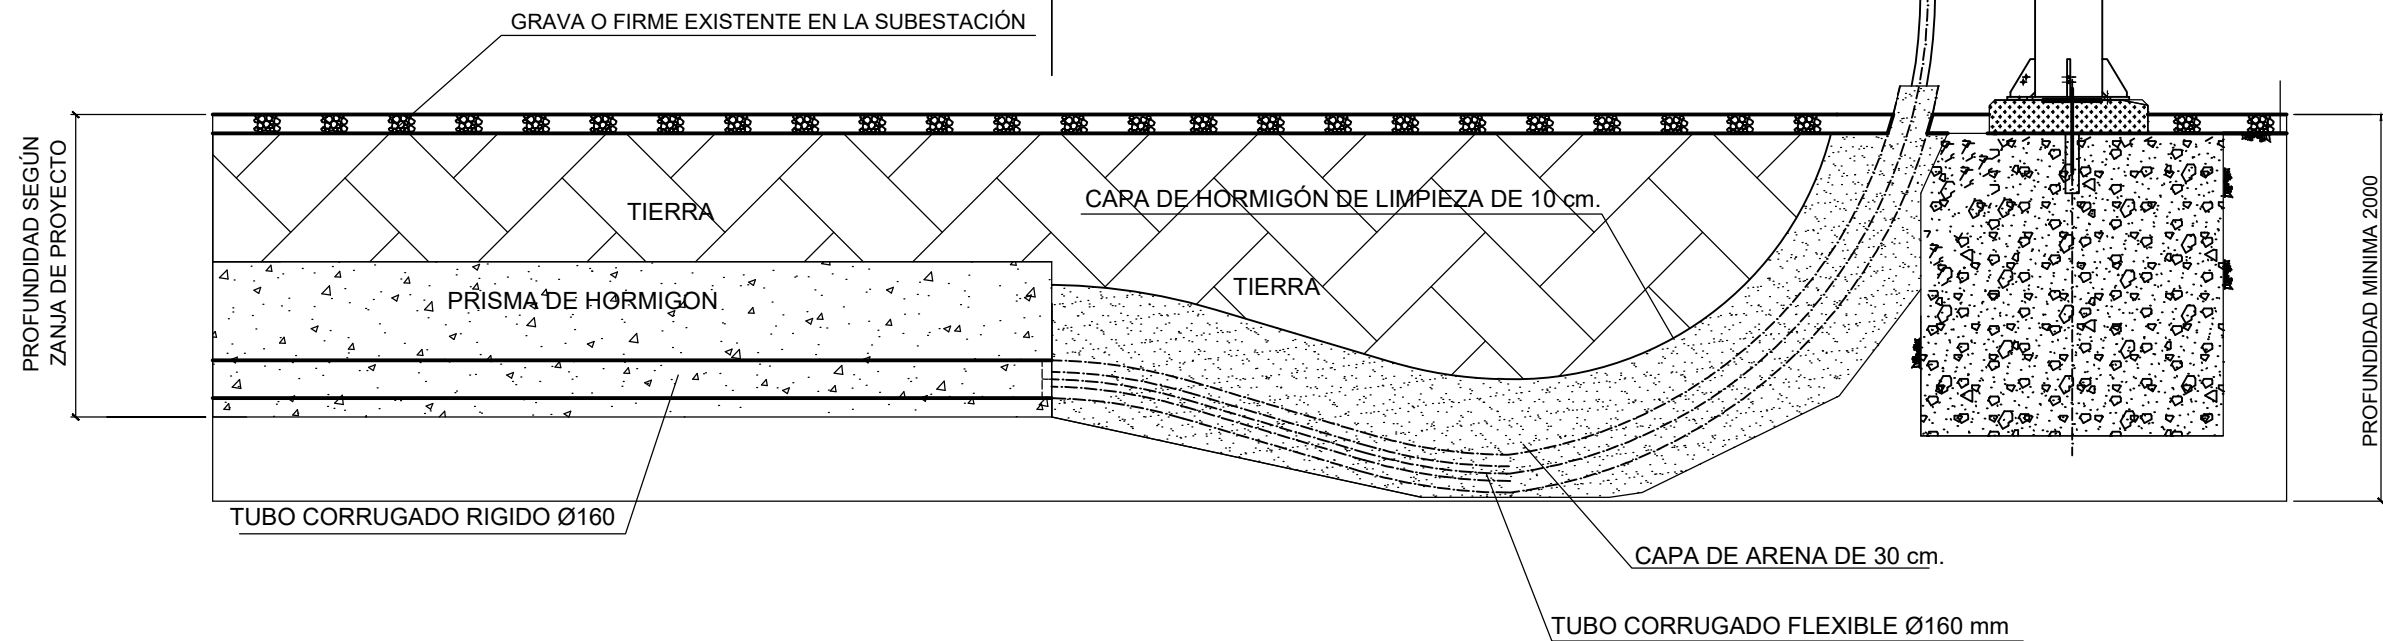 GRAVA O FIRME EXISTENTE EN LA SUBESTACIÓN
PROFUNDIDAD SEGÚN
ZANJA DE PROYECTO
TIERRA
CAPA DE HORMIGÓN DE LIMPIEZA DE 10 cm.
PROFUNDIDAD MINIMA 2000
TIERRA
PRISMA DE HORMIGON
TUBO CORRUGADO RIGIDO Ø160
CAPA DE ARENA DE 30 cm.
TUBO CORRUGADO FLEXIBLE Ø160 mm